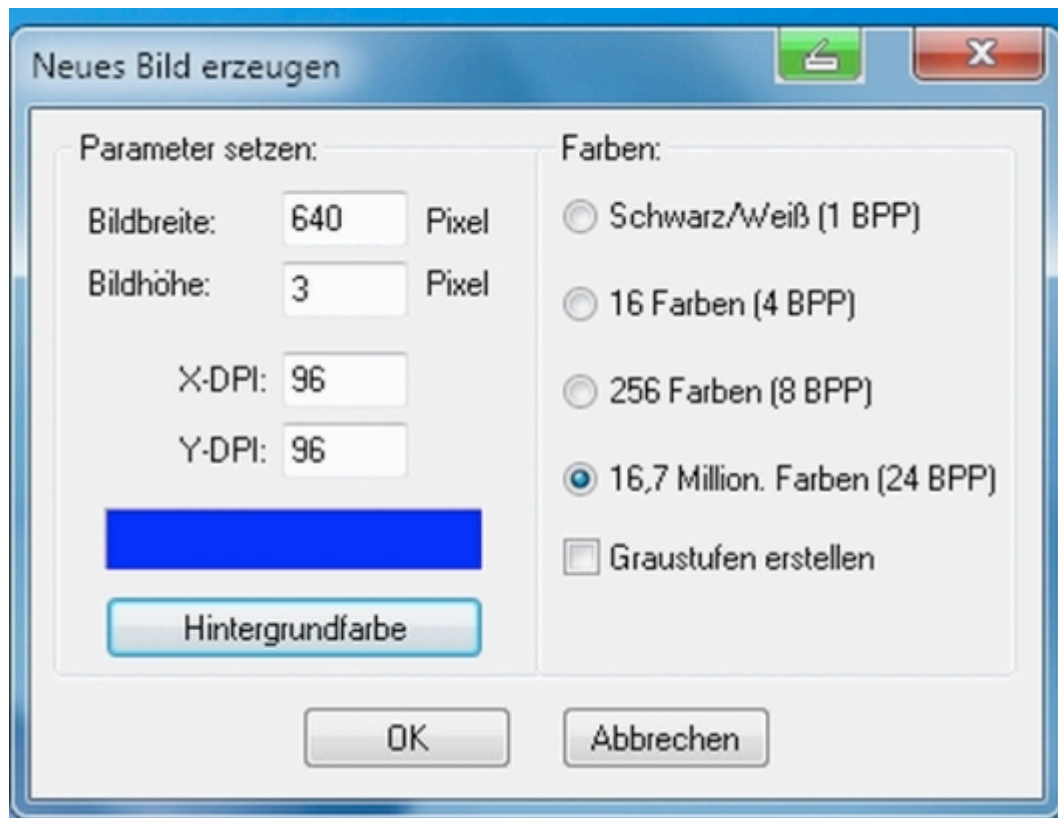 Neues Bild erzeugen
Parameter setzen:
Bildbreite: 640 Pixel
Bildhöhe: 3 Pixel
X-DPI: 96
Y-DPI: 96
Hintergrundfarbe
Farben:
Schwarz/Weiß (1 BPP)
16 Farben (4 BPP)
256 Farben (8 BPP)
16,7 Million. Farben (24 BPP)
Graustufen erstellen
OK
Abbrechen